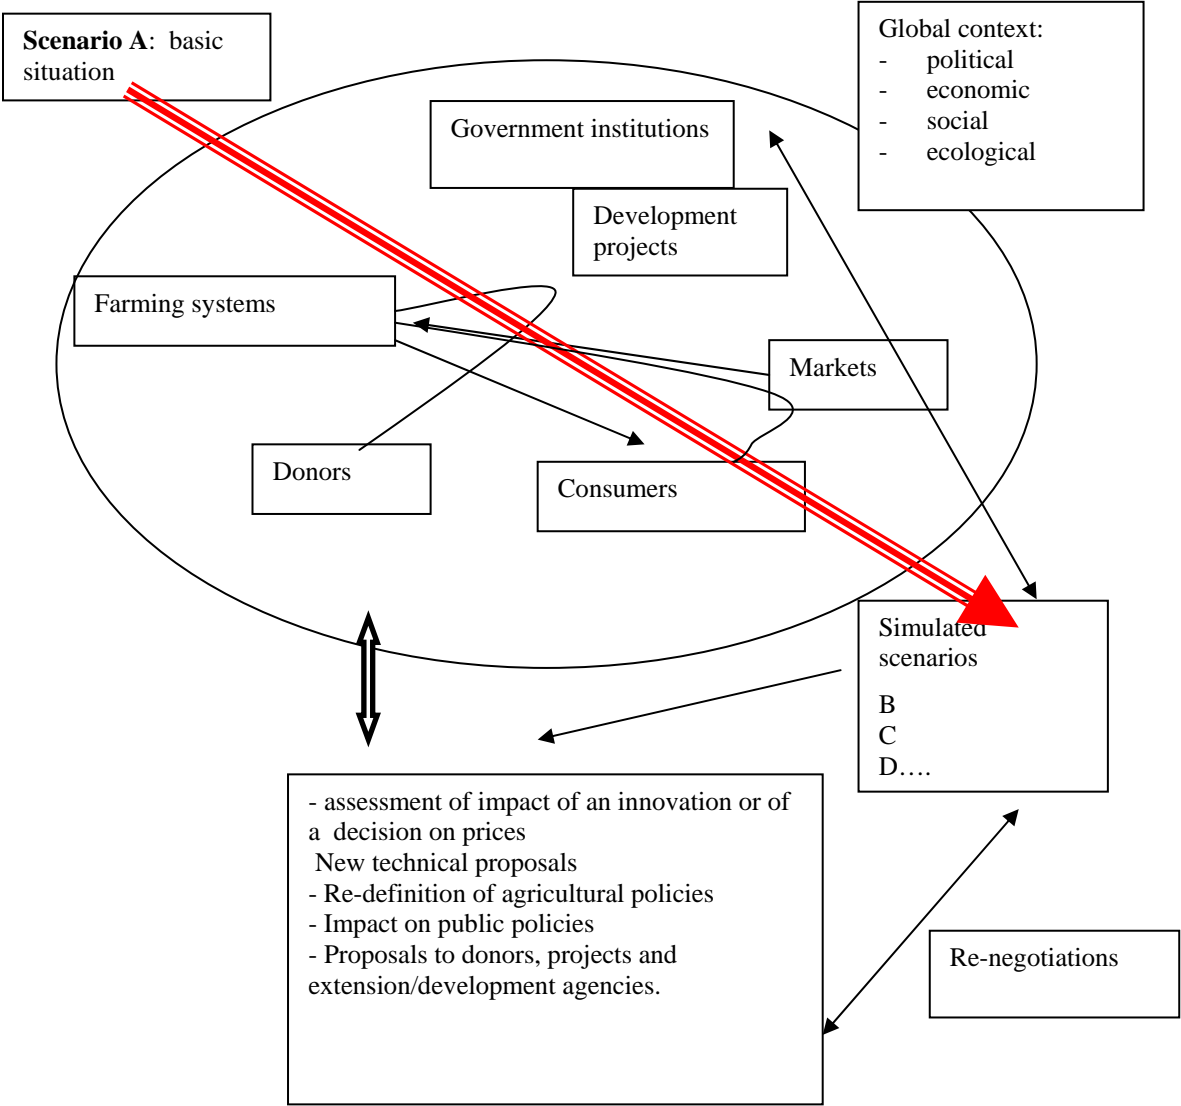 Scenario A:  basic
situation
Global context:
-     political
-     economic
-     social
-     ecological
Government institutions
Development
projects
Farming systems
Markets
Donors
Consumers
Simulated
scenarios
B
C
D….
- assessment of impact of an innovation or of
a  decision on prices
 New technical proposals
- Re-definition of agricultural policies
- Impact on public policies
- Proposals to donors, projects and
extension/development agencies.
Re-negotiations